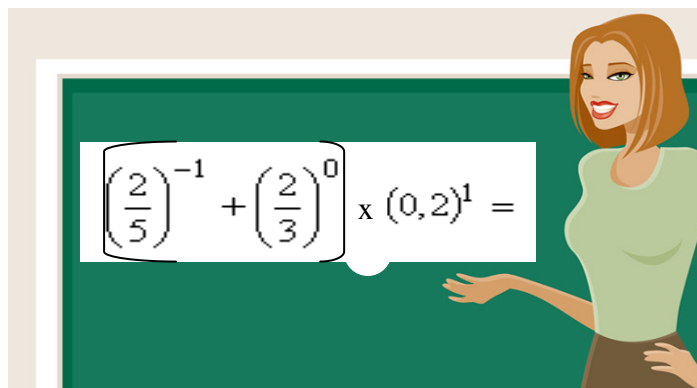 [(2/5)⁻¹ + (2/3)⁰] x (0,2)¹ =